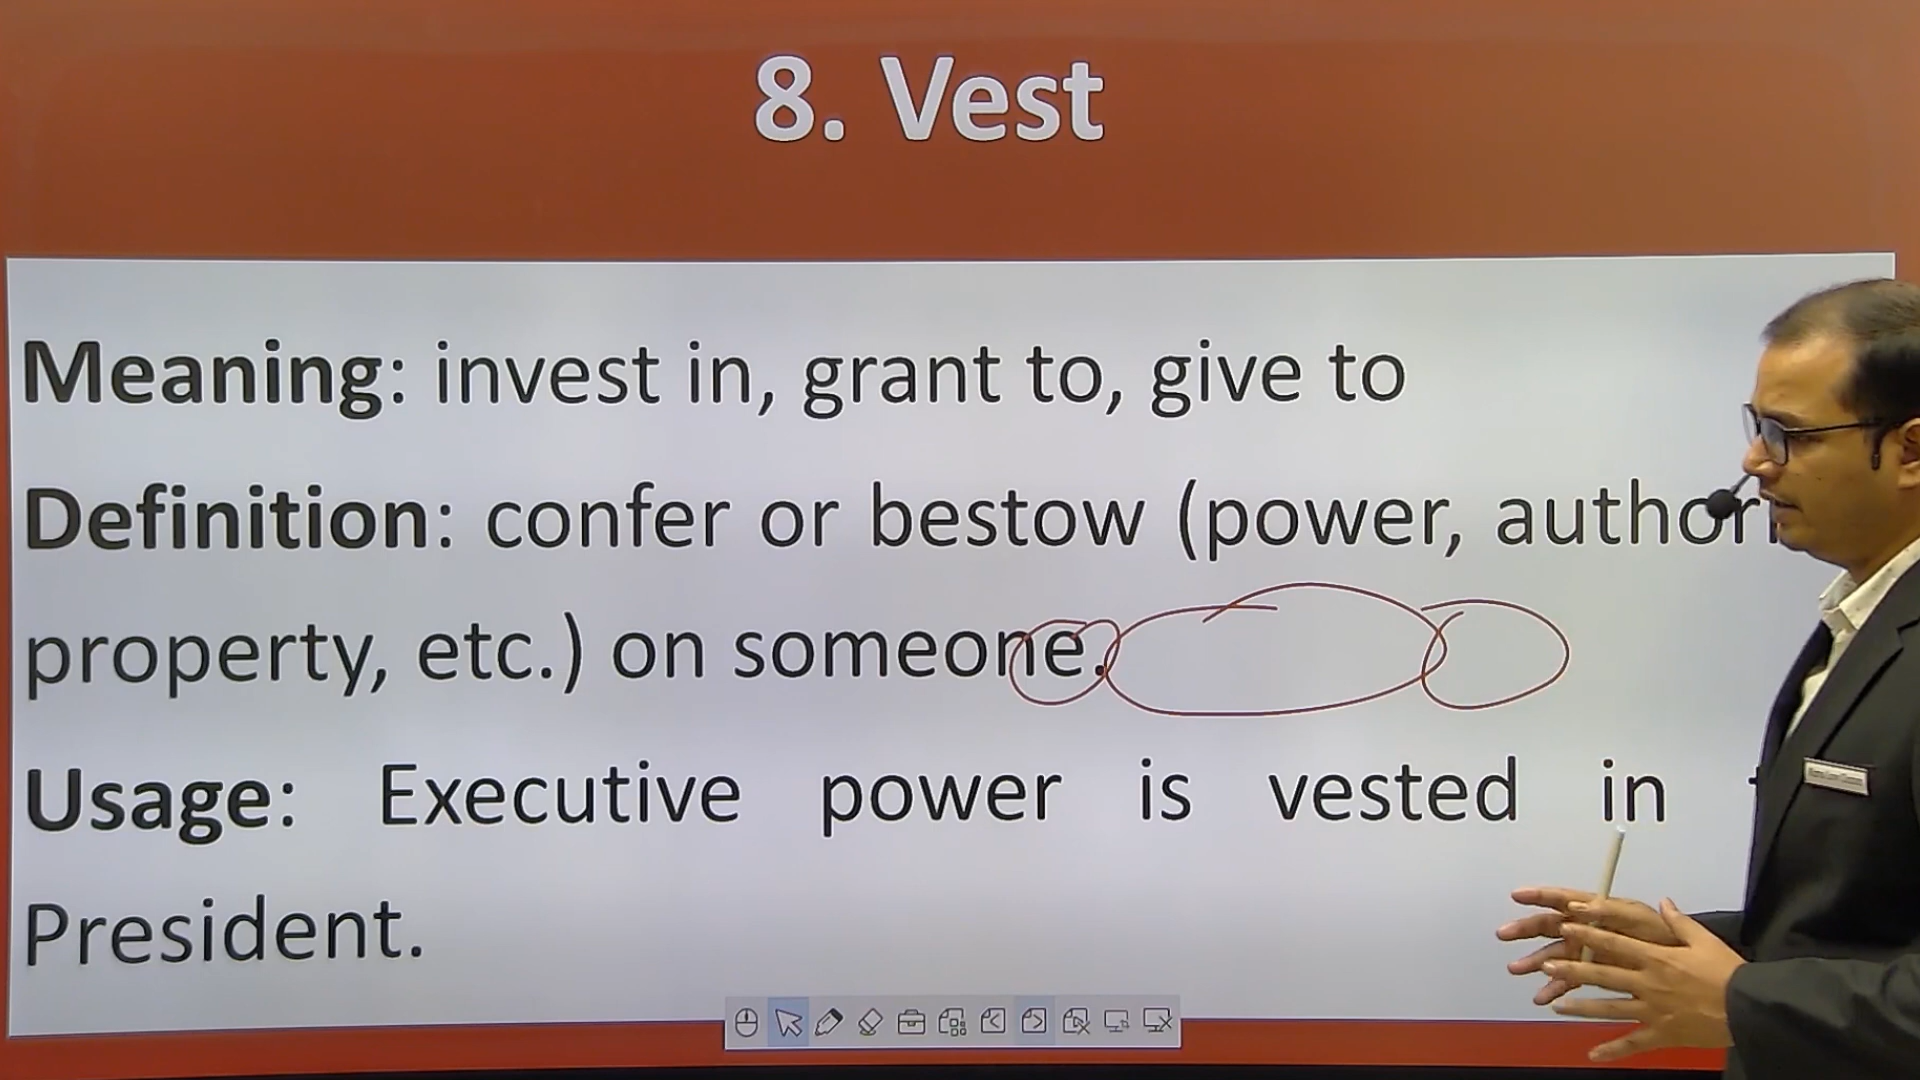 8. Vest
Meaning: invest in, grant to, give to
Definition: confer or bestow (power,
property, etc.) on someone.
Usage: Executive power is vested in
President.